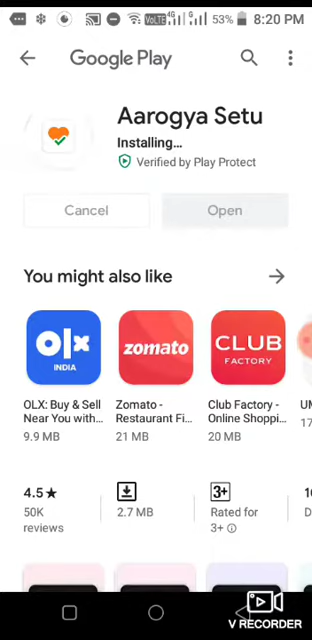 VoLTE 4G G 53% 8:20 PM
Google Play
Aarogya Setu
Installing...
Verified by Play Protect
Cancel Open
You might also like
olx zomato CLUB
INDIA FACTORY
OLX: Buy & Sell Zomato - Club Factory -
Near You with... Restaurant Fi... Online Shoppi...
9.9 MB 21 MB 20 MB
4.5★ 3+
50K 2.7 MB Rated for
reviews 3+
V RECORDER